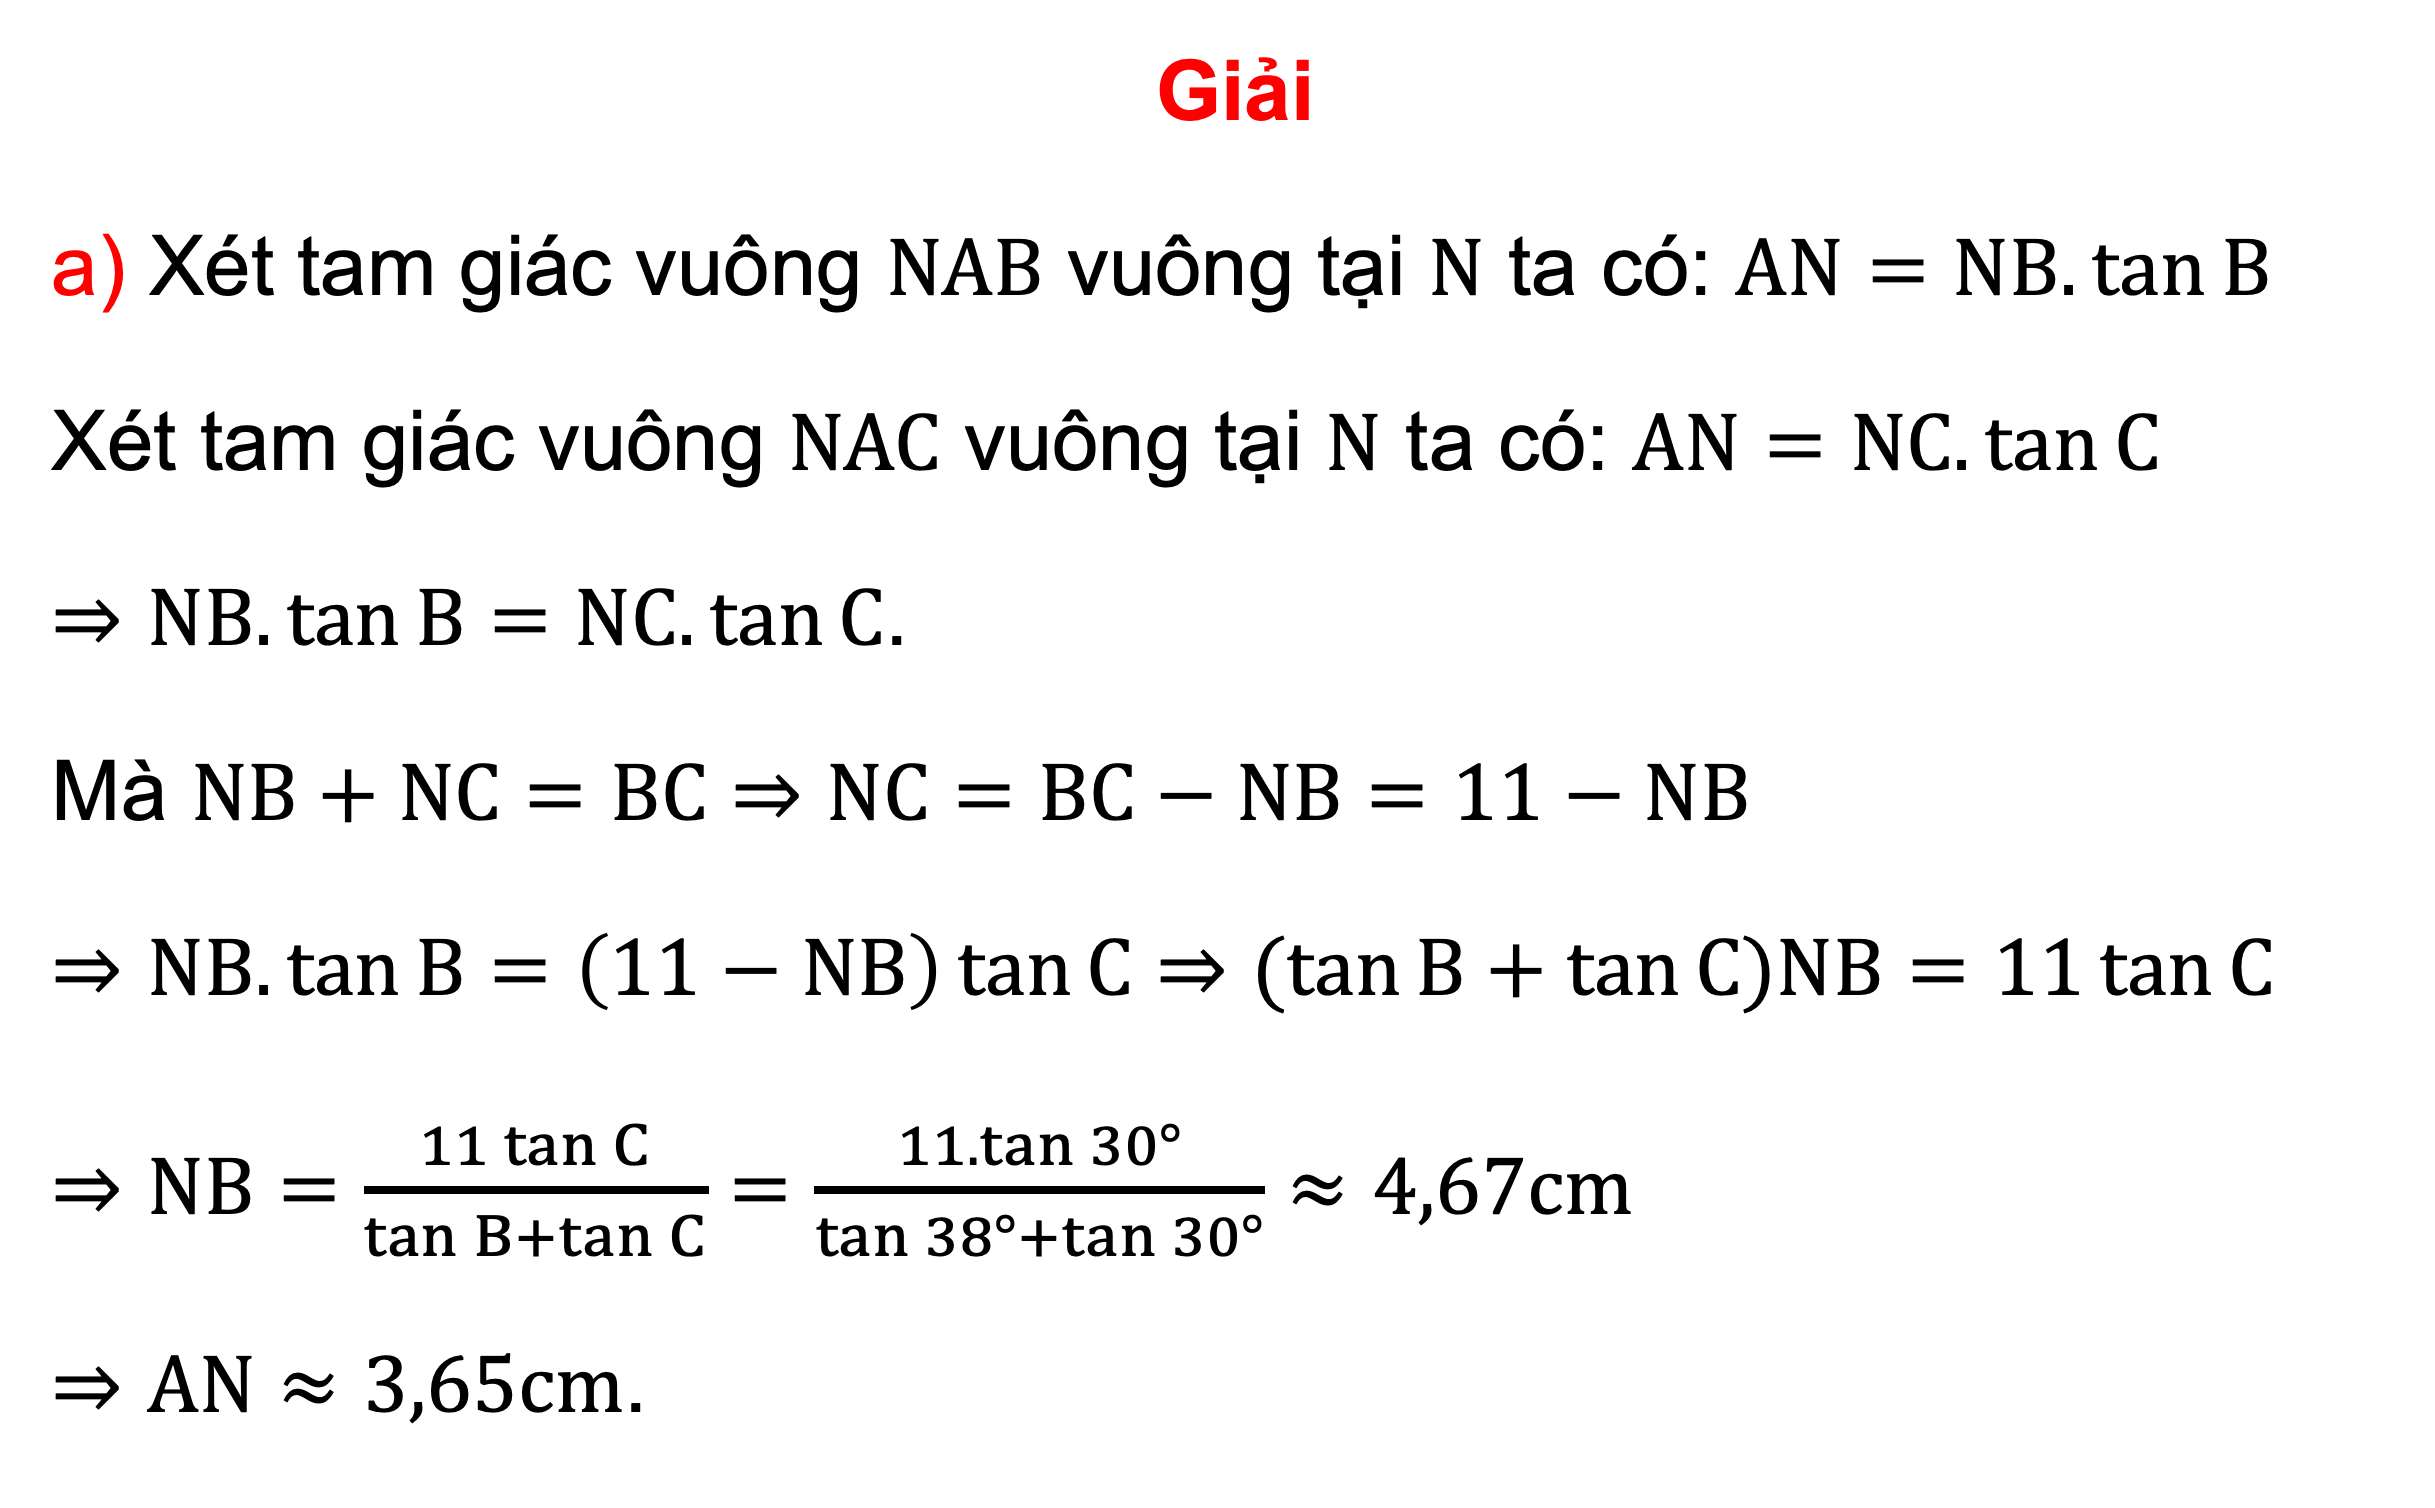 Giải
a) Xét tam giác vuông NAB vuông tại N ta có: AN = NB. tan B
Xét tam giác vuông NAC vuông tại N ta có: AN = NC. tan C
⇒ NB. tan B = NC. tan C.
Mà NB + NC = BC ⇒ NC = BC − NB = 11 − NB
⇒ NB. tan B = (11 − NB) tan C ⇒ (tan B + tan C)NB = 11 tan C
⇒ NB = \frac{11 tan C}{tan B+tan C} = \frac{11.tan 30°}{tan 38°+tan 30°} ≈ 4,67cm
⇒ AN ≈ 3,65cm.